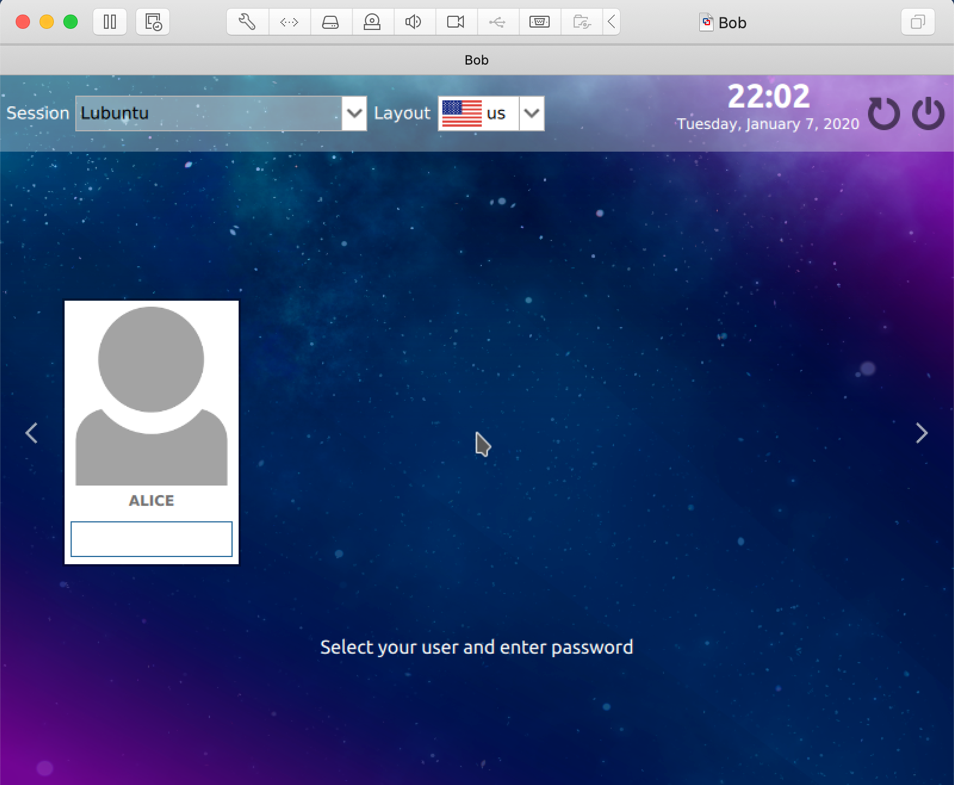 Bob
Bob
Session Lubuntu Layout us
22:02
Tuesday, January 7, 2020
ALICE
Select your user and enter password